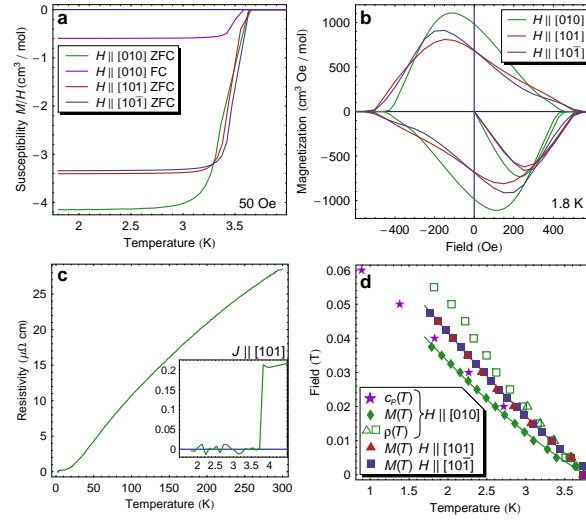 a
Susceptibility M/H (cm³ / mol)
0
−1
−2
−3
−4
H || [010] ZFC
H || [010] FC
H || [101] ZFC
H || [101̄] ZFC
50 Oe
2 2.5 3 3.5
Temperature (K)
b
Magnetization (cm³ Oe / mol)
1000
500
0
−500
−1000
H || [010]
H || [101]
H || [101̄]
1.8 K
−400 −200 0 200 400
Field (Oe)
c
Resistivity (μΩ cm)
25
20
15
10
5
0
J || [101]
0.2
0.15
0.1
0.05
0
2 2.5 3 3.5 4
0 50 100 150 200 250 300
Temperature (K)
d
Field (T)
0.06
0.05
0.04
0.03
0.02
0.01
0
cP(T)
M(T) H || [010]
ρ(T)
M(T) H || [101]
M(T) H || [101̄]
1 1.5 2 2.5 3 3.5
Temperature (K)